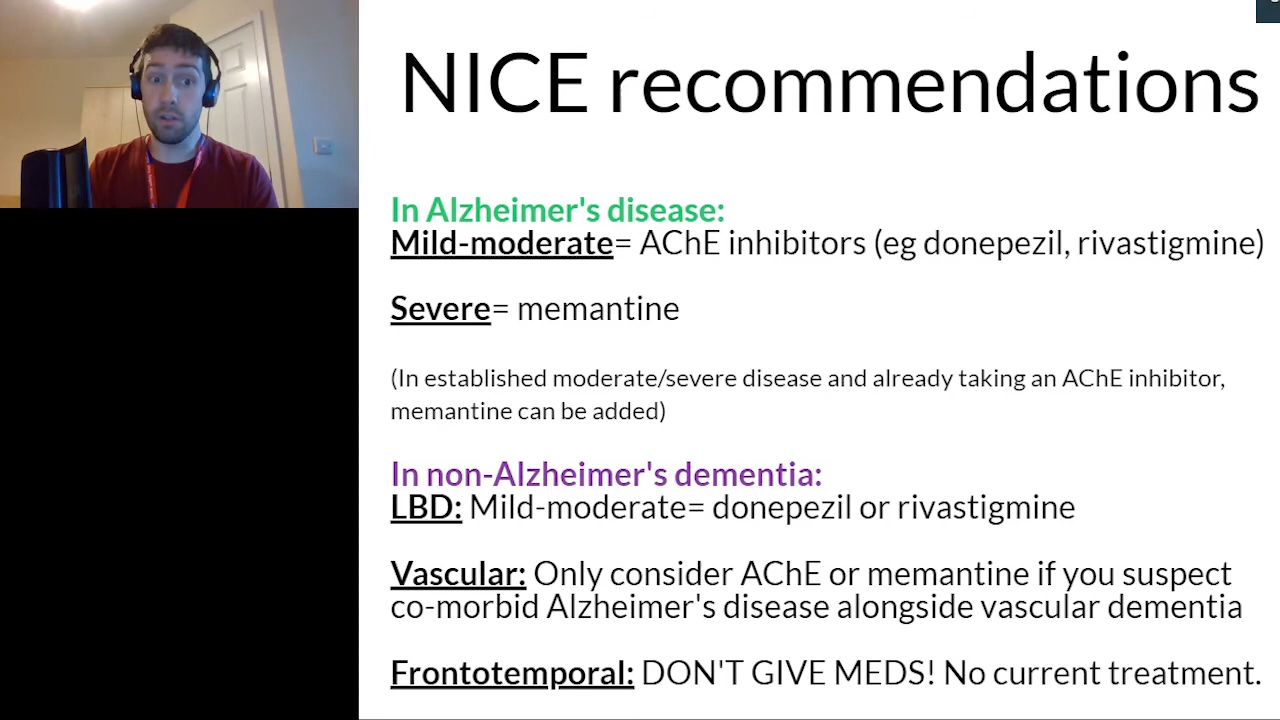 NICE recommendations
In Alzheimer's disease:
Mild-moderate= AChE inhibitors (eg donepezil, rivastigmine)
Severe= memantine
(In established moderate/severe disease and already taking an AChE inhibitor,
memantine can be added)
In non-Alzheimer's dementia:
LBD: Mild-moderate= donepezil or rivastigmine
Vascular: Only consider AChE or memantine if you suspect
co-morbid Alzheimer's disease alongside vascular dementia
Frontotemporal: DON'T GIVE MEDS! No current treatment.